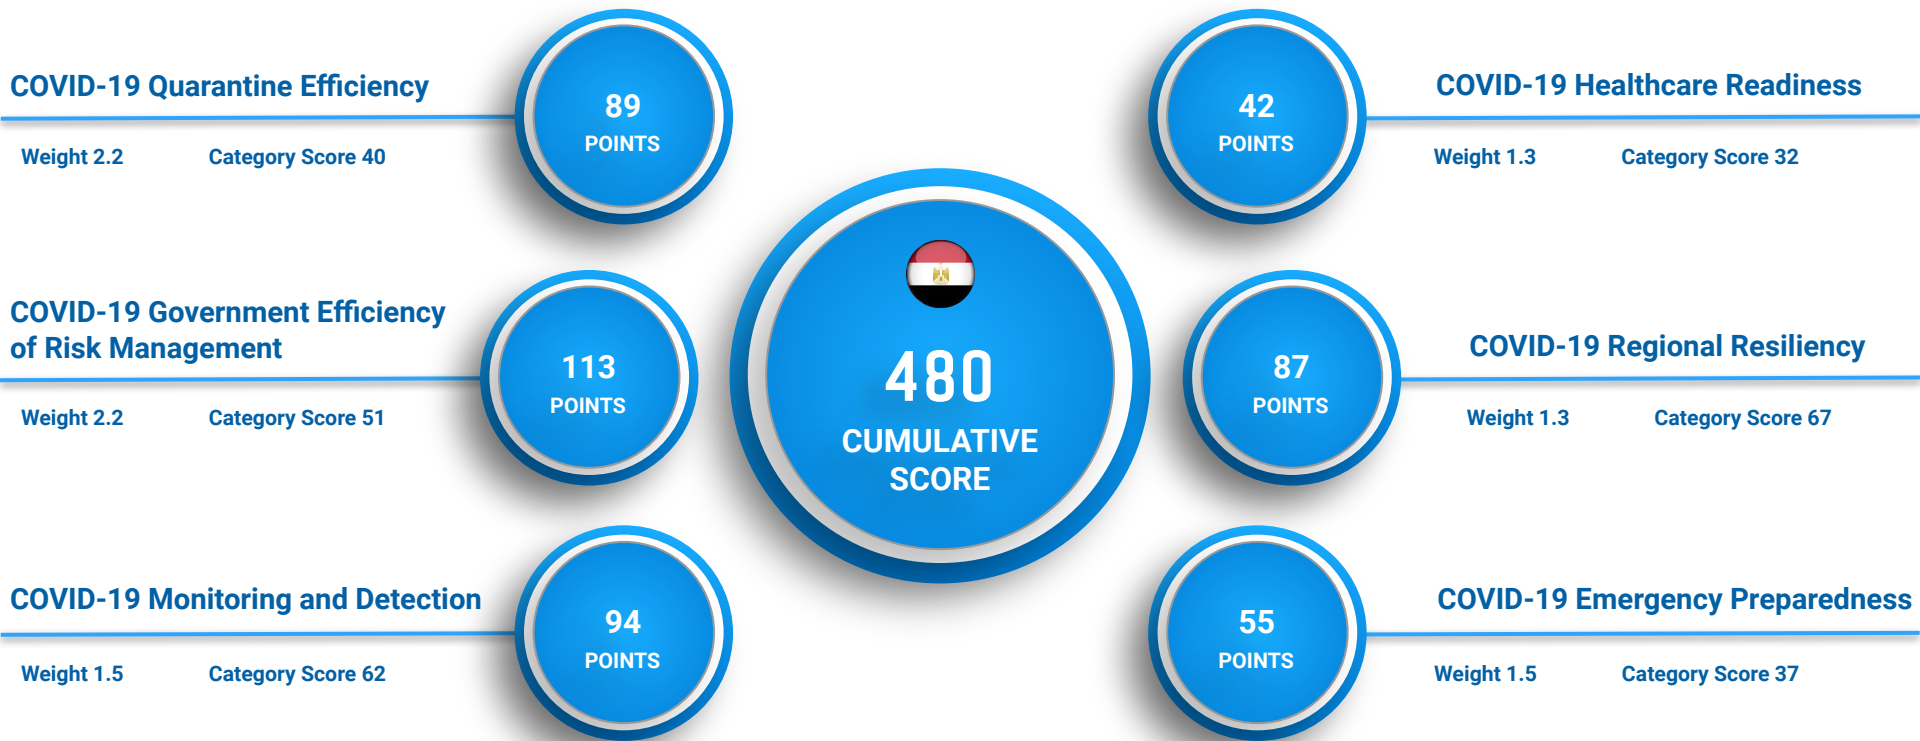 COVID-19 Quarantine Efficiency
Weight 2.2 Category Score 40
89
POINTS
COVID-19 Government Efficiency
of Risk Management
Weight 2.2 Category Score 51
113
POINTS
COVID-19 Monitoring and Detection
Weight 1.5 Category Score 62
94
POINTS
480
CUMULATIVE
SCORE
42
POINTS
COVID-19 Healthcare Readiness
Weight 1.3 Category Score 32
87
POINTS
COVID-19 Regional Resiliency
Weight 1.3 Category Score 67
55
POINTS
COVID-19 Emergency Preparedness
Weight 1.5 Category Score 37